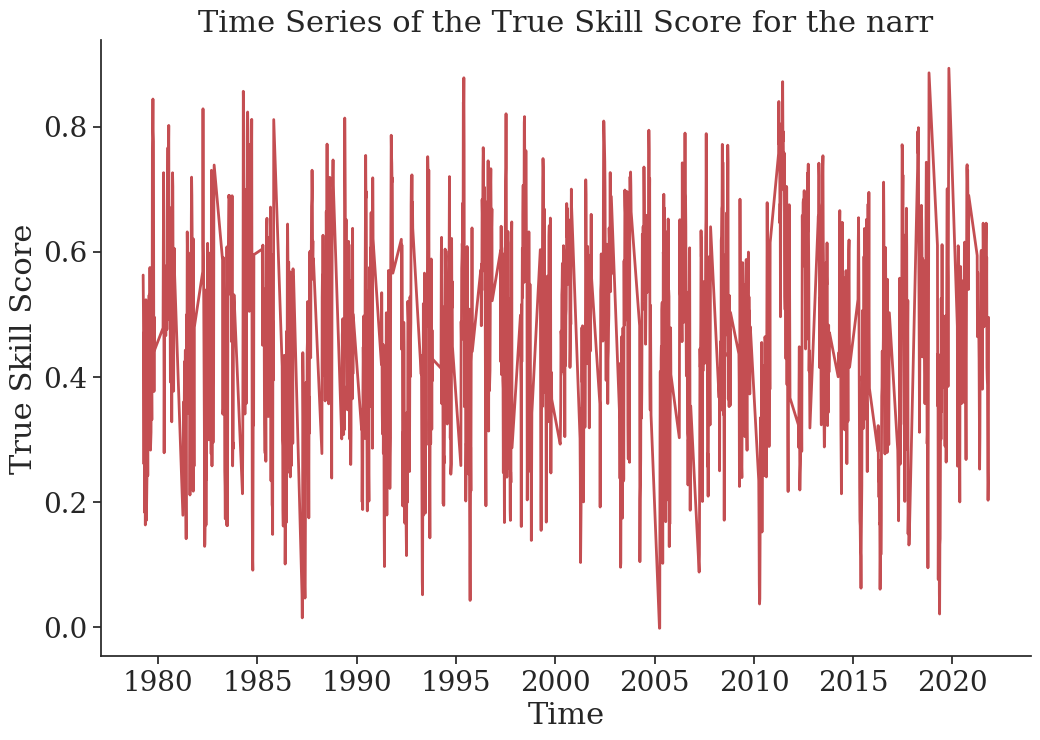 Time Series of the True Skill Score for the narr
True Skill Score
0.8
0.6
0.4
0.2
0.0
1980 1985 1990 1995 2000 2005 2010 2015 2020
Time